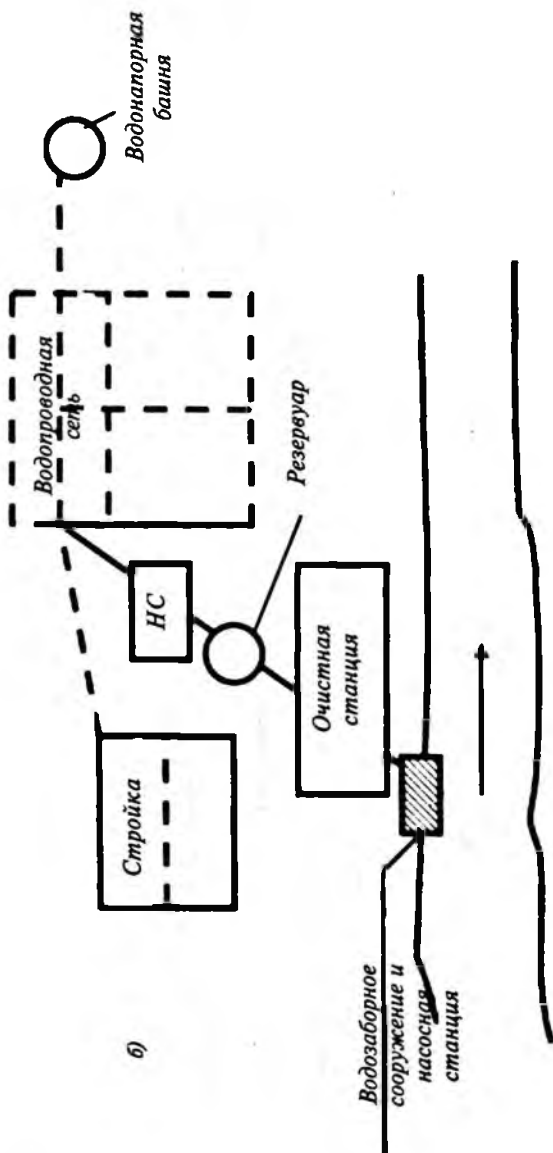 б)
Стройка
Водопроводная
сеть
Водонапорная
башня
НС
Резервуар
Очистная
станция
Водозаборное
сооружение и
насосная
станция